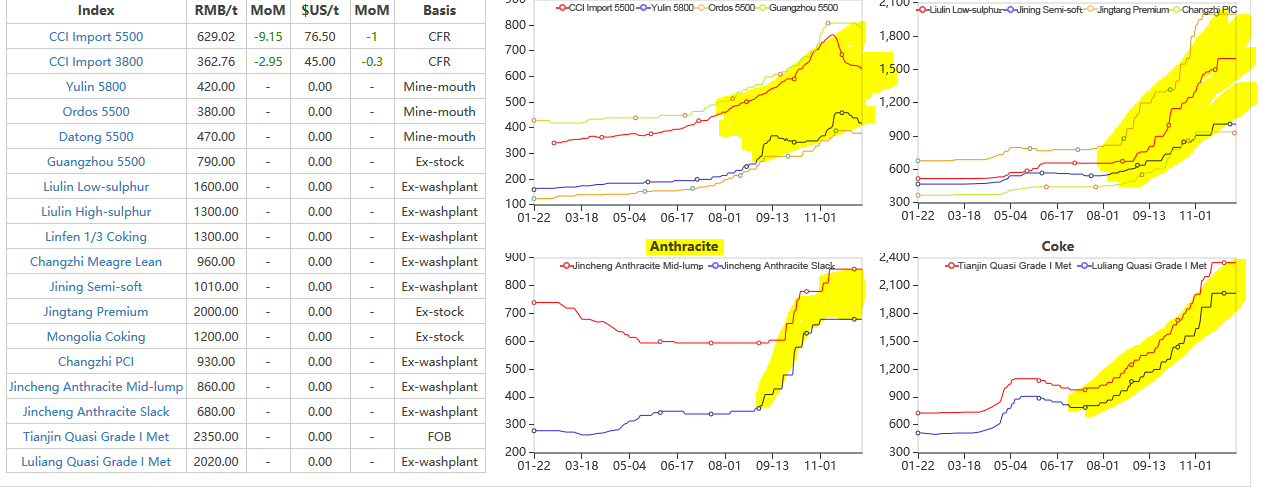 Index RMB/t MoM $US/t MoM Basis
CCI Import 5500 629.02 -9.15 76.50 -1 CFR
CCI Import 3800 362.76 -2.95 45.00 -0.3 CFR
Yulin 5800 420.00 - 0.00 - Mine-mouth
Ordos 5500 380.00 - 0.00 - Mine-mouth
Datong 5500 470.00 - 0.00 - Mine-mouth
Guangzhou 5500 790.00 - 0.00 - Ex-stock
Liulin Low-sulphur 1600.00 - 0.00 - Ex-washplant
Liulin High-sulphur 1300.00 - 0.00 - Ex-washplant
Linfen 1/3 Coking 1300.00 - 0.00 - Ex-washplant
Changzhi Meagre Lean 960.00 - 0.00 - Ex-washplant
Jining Semi-soft 1010.00 - 0.00 - Ex-washplant
Jingtang Premium 2000.00 - 0.00 - Ex-stock
Mongolia Coking 1200.00 - 0.00 - Ex-stock
Changzhi PCI 930.00 - 0.00 - Ex-washplant
Jincheng Anthracite Mid-lump 860.00 - 0.00 - Ex-washplant
Jincheng Anthracite Slack 680.00 - 0.00 - Ex-washplant
Tianjin Quasi Grade I Met 2350.00 - 0.00 - FOB
Luliang Quasi Grade I Met 2020.00 - 0.00 - Ex-washplant
CCI Import 5500 Yulin 5800 Ordos 5500 Guangzhou 5500
900
800
700
600
500
400
300
200
100
01-22 03-18 05-04 06-17 08-01 09-13 11-01
Liulin Low-sulphur Jining Semi-soft Jingtang Premium Changzhi PIC
2,100
1,800
1,500
1,200
900
600
300
01-22 03-18 05-04 06-17 08-01 09-13 11-01
Anthracite
Jincheng Anthracite Mid-lump Jincheng Anthracite Slack
900
800
700
600
500
400
300
200
01-22 03-18 05-04 06-17 08-01 09-13 11-01
Coke
Tianjin Quasi Grade I Met Luliang Quasi Grade I Met
2,400
2,100
1,800
1,500
1,200
900
600
300
01-22 03-18 05-04 06-17 08-01 09-13 11-01